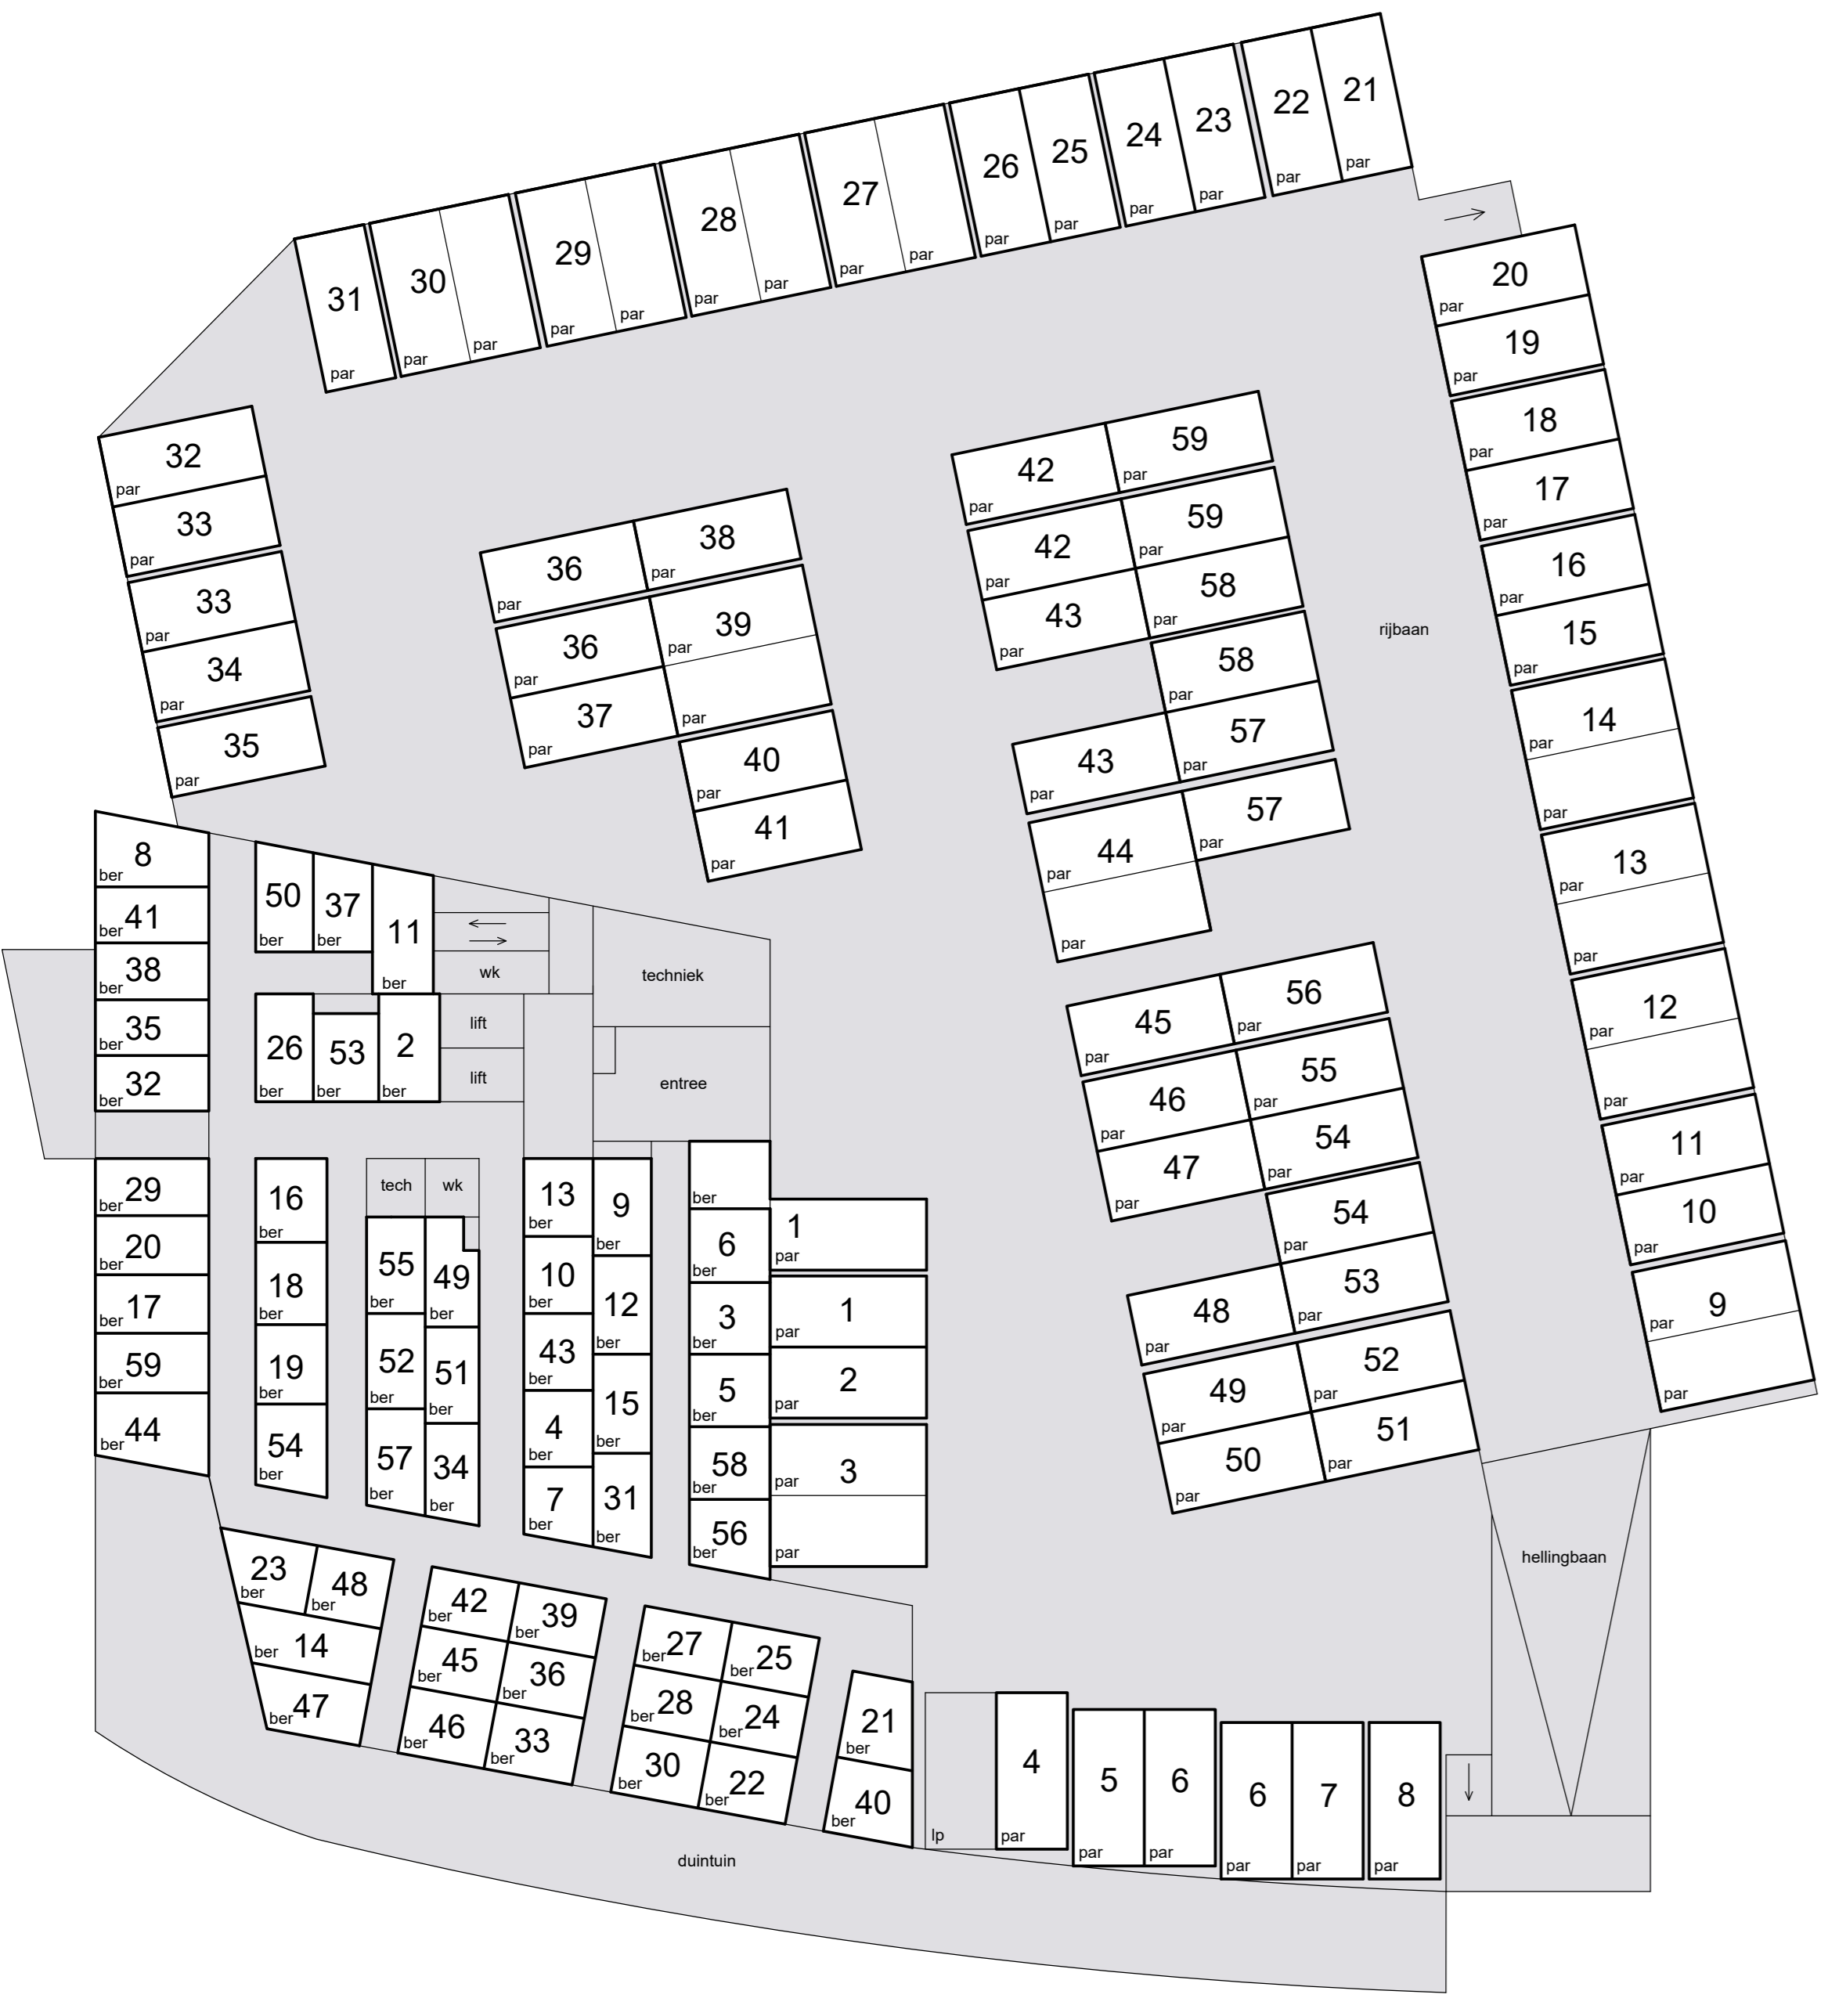 21
par
22
par
23
par
24
par
25
par
26
par
27
par
par
28
par
par
29
par
par
30
par
par
31
par
20
par
19
par
18
par
17
par
16
par
15
par
14
par
par
13
par
par
12
par
par
11
par
10
par
9
par
par
32
par
33
par
33
par
34
par
35
par
36
par
38
par
36
par
39
par
37
par
par
40
par
41
par
42
par
59
par
42
par
59
par
43
par
58
par
58
par
43
par
57
par
44
par
57
par
par
rijbaan
45
par
56
par
46
par
55
par
47
par
54
par
54
par
48
par
53
par
49
par
52
par
50
par
51
par
8
ber
41
ber
38
ber
35
ber
32
ber
50
ber
37
ber
11
ber
wk
techniek
26
ber
53
ber
2
ber
lift
lift
entree
29
ber
20
ber
17
ber
59
ber
44
ber
16
ber
18
ber
19
ber
54
ber
tech
wk
55
ber
49
ber
52
ber
51
ber
57
ber
34
ber
13
ber
9
ber
10
ber
12
ber
43
ber
15
ber
4
ber
31
ber
7
ber
ber
6
ber
3
ber
5
ber
58
ber
56
ber
1
par
1
par
2
par
3
par
par
hellingbaan
23
ber
48
ber
14
ber
47
ber
42
ber
39
ber
45
ber
36
ber
46
ber
33
ber
27
ber
25
ber
28
ber
24
ber
30
ber
22
ber
21
ber
40
ber
lp
4
par
5
par
6
par
6
par
7
par
8
par
duintuin